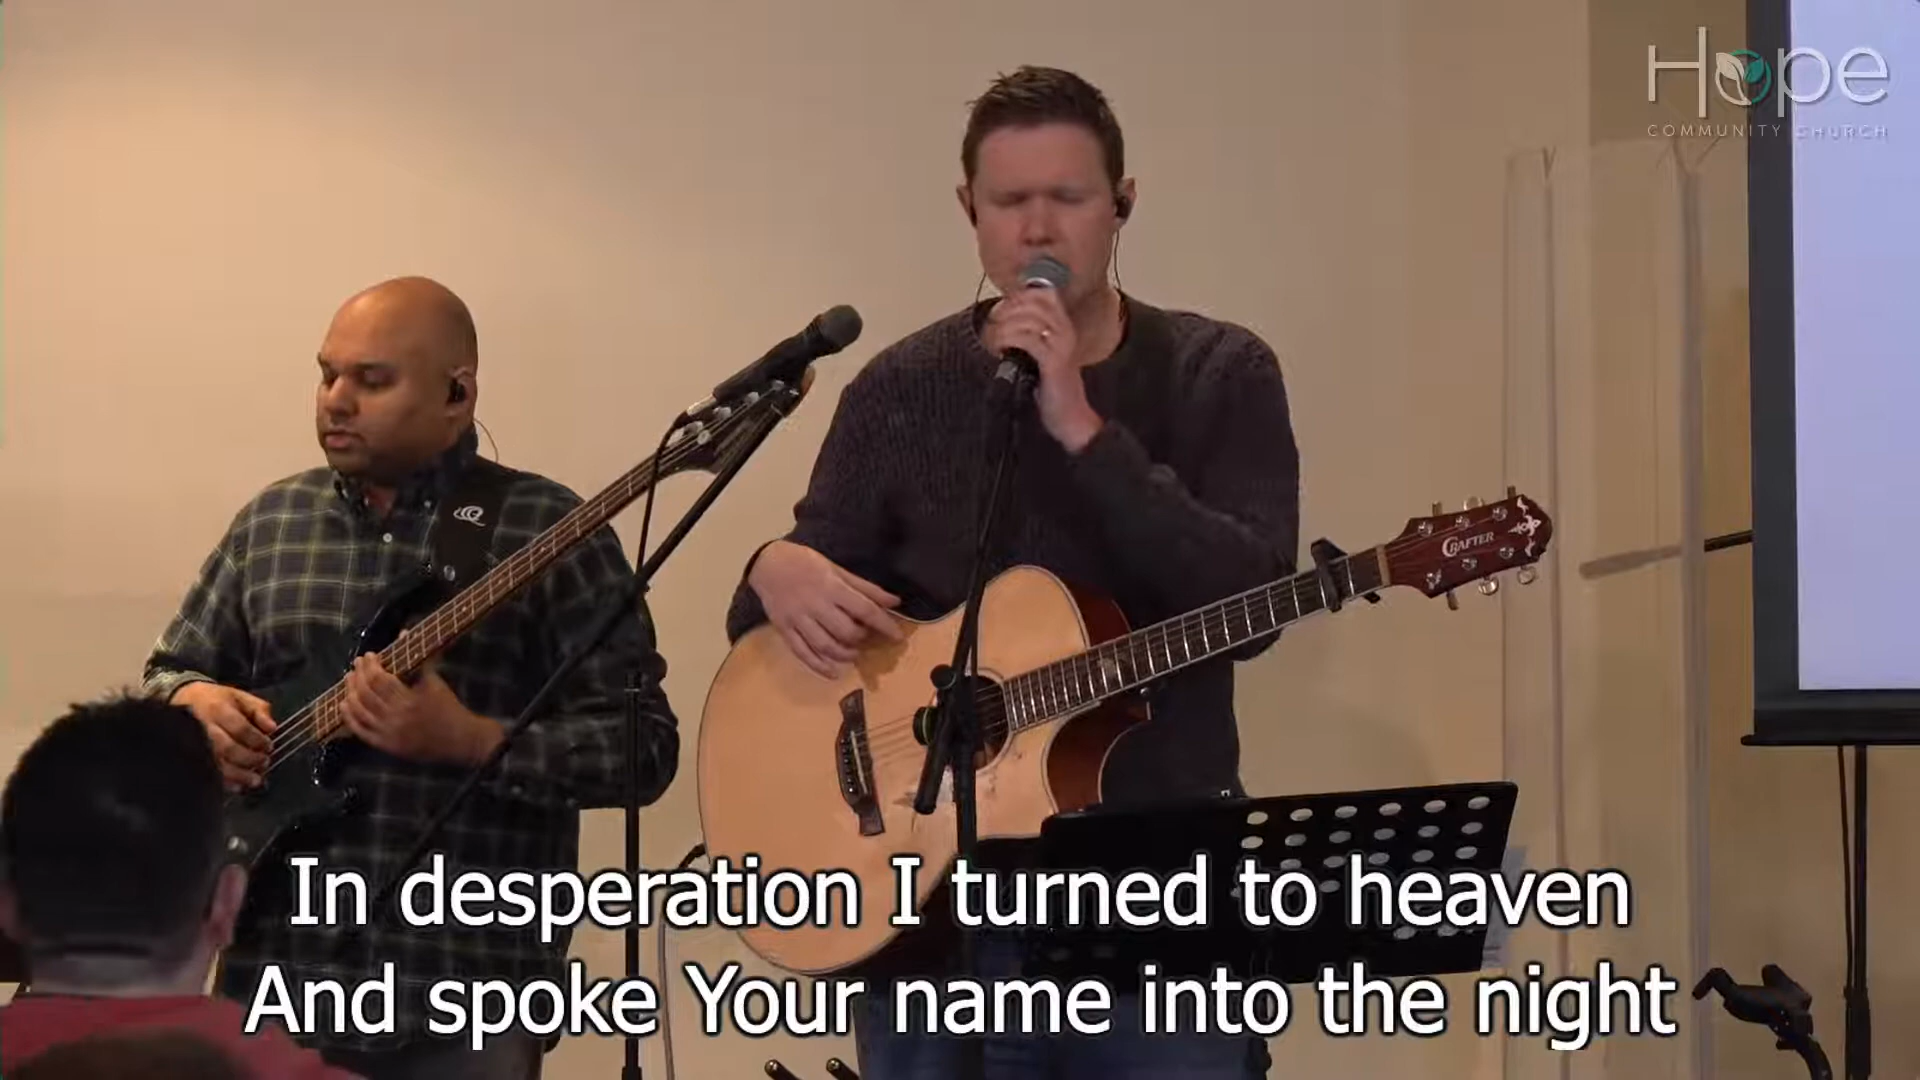 Hope
COMMUNITY CHURCH
CRAFTER
In desperation I turned to heaven
And spoke Your name into the night